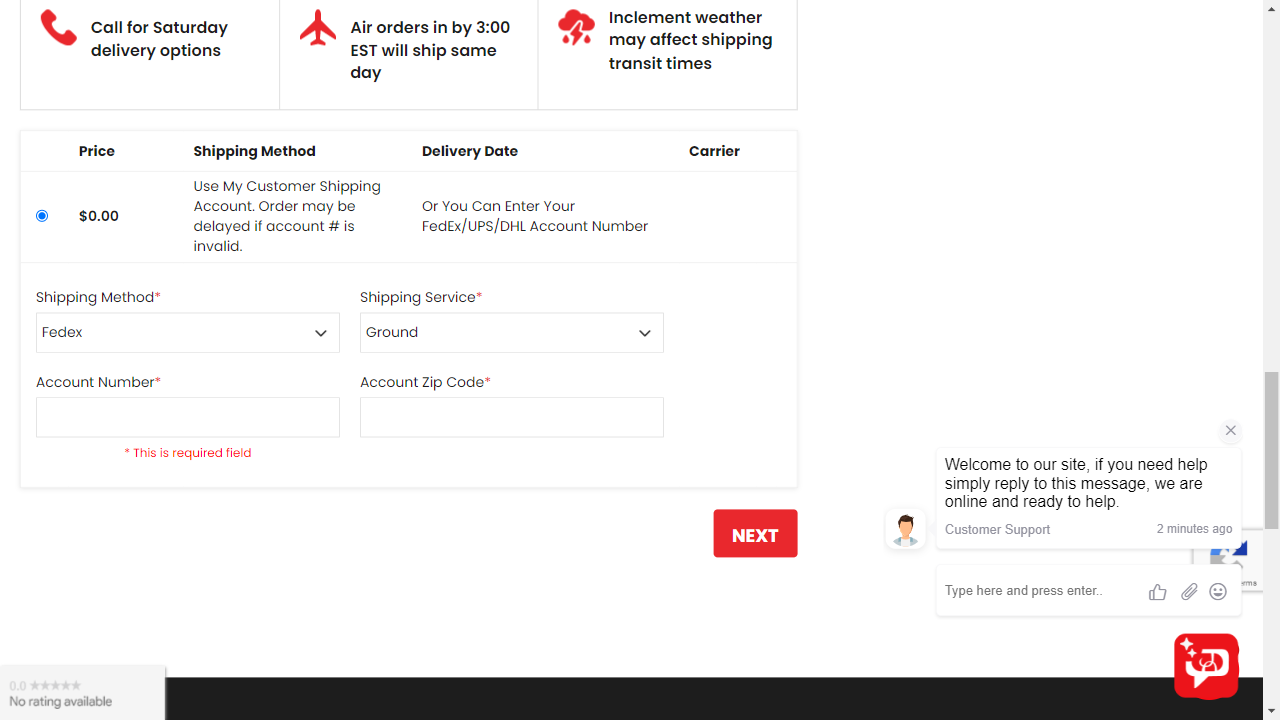 Call for Saturday
delivery options
Air orders in by 3:00
EST will ship same
day
Inclement weather
may affect shipping
transit times
Price
Shipping Method
Delivery Date
Carrier
$0.00
Use My Customer Shipping
Account. Order may be
delayed if account # is
invalid.
Or You Can Enter Your
FedEx/UPS/DHL Account Number
Shipping Method*
Shipping Service*
Fedex
Ground
Account Number*
Account Zip Code*
* This is required field
NEXT
Welcome to our site, if you need help
simply reply to this message, we are
online and ready to help.
Customer Support
2 minutes ago
Type here and press enter..
0.0 ★★★★★
No rating available